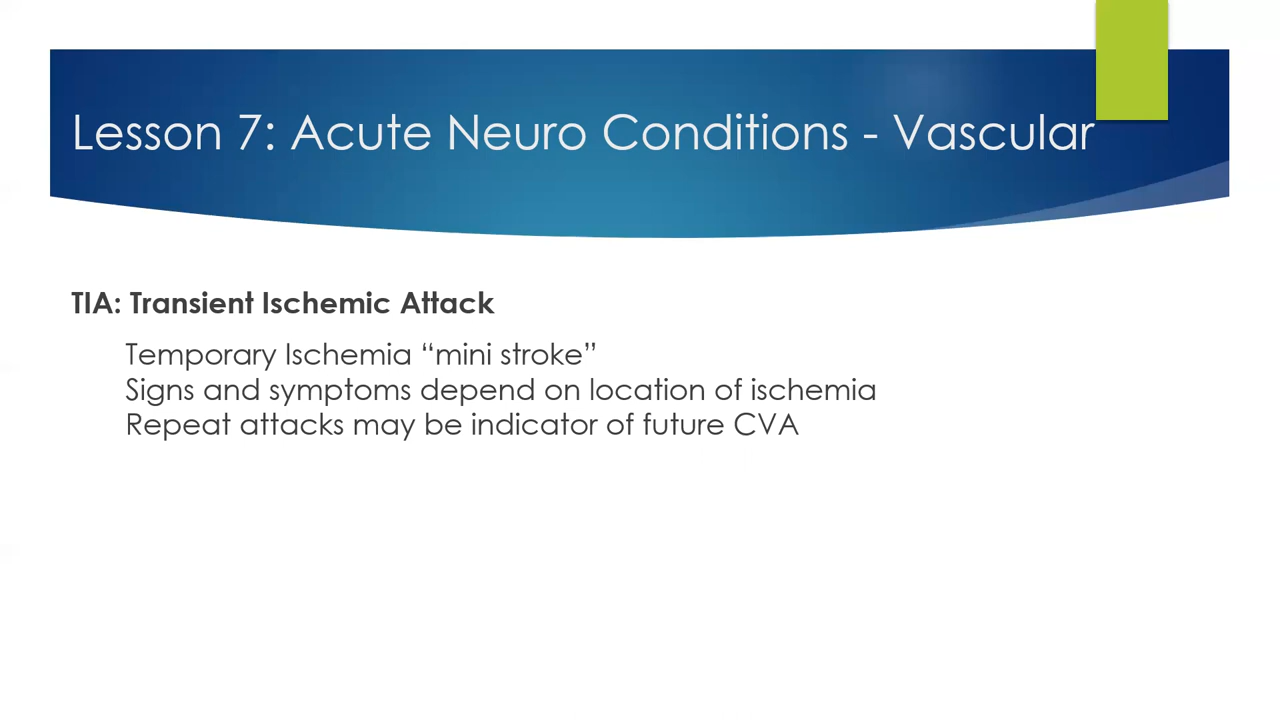 Lesson 7: Acute Neuro Conditions - Vascular
TIA: Transient Ischemic Attack
Temporary Ischemia “mini stroke”
Signs and symptoms depend on location of ischemia
Repeat attacks may be indicator of future CVA